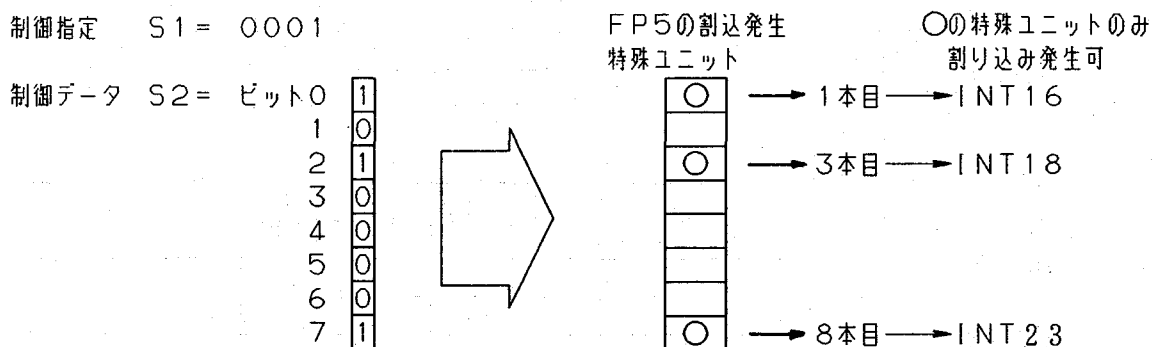 制御指定 S1= 0001
FP5の割込発生
特殊ユニット
○の特殊ユニットのみ
割り込み発生可
制御データ S2= ビット0 1 ○ 1本目 INT16
1 0
2 1 ○ 3本目 INT18
3 0
4 0
5 0
6 0
7 1 ○ 8本目 INT23